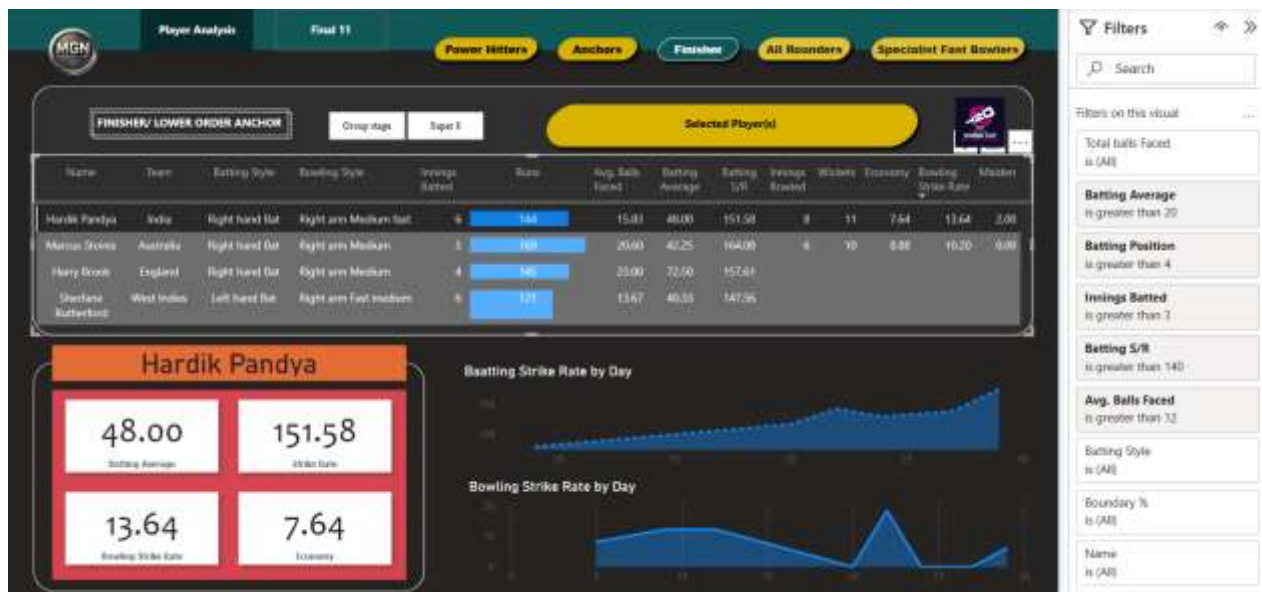 Player Analysis
Final 11
MGN
Power Hitters
Anchors
Finisher
All Rounders
Specialist Fast Bowlers
FINISHER/ LOWER ORDER ANCHOR
Group stage
Super 8
Selected Player(s)
Name Team Batting Style Bowling Style Innings Batted Runs Avg. Balls Faced Batting Average Batting S/R Innings Bowled Wickets Economy Bowling Strike Rate Maiden
Hardik Pandya India Right hand Bat Right arm Medium fast 6 144 15.83 48.00 151.58 8 11 7.64 13.64 2.00
Marcus Stoinis Australia Right hand Bat Right arm Medium 5 169 20.60 42.25 164.08 6 10 8.88 10.20 0.00
Harry Brook England Right hand Bat Right arm Medium 4 145 23.00 72.50 157.61
Sherfane Rutherford West Indies Left hand Bat Right arm Fast medium 6 121 13.67 40.33 147.56
Hardik Pandya
48.00
Batting Average
151.58
Strike Rate
13.64
Bowling Strike Rate
7.64
Economy
Baatting Strike Rate by Day
Bowling Strike Rate by Day
Filters
Search
Filters on this visual
Total balls Faced
is (All)
Batting Average
is greater than 20
Batting Position
is greater than 4
Innings Batted
is greater than 3
Batting S/R
is greater than 140
Avg. Balls Faced
is greater than 12
Batting Style
is (All)
Boundary %
is (All)
Name
is (All)